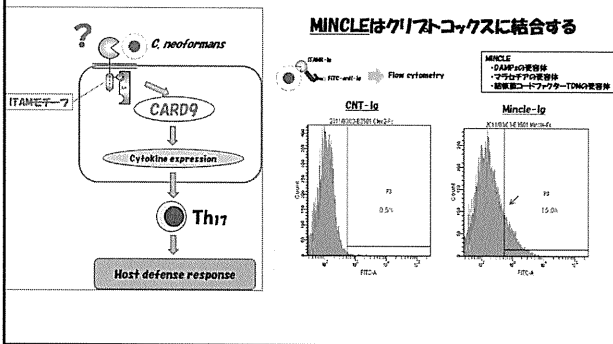 ?
C. neoformans
ITAMモチーフ
CARD9
Cytokine expression
Th17
Host defense response
MINCLEはクリプトコックスに結合する
FITC-anti-Ig
Flow cytometry
MINCLE
・DAMPsの受容体
・マラセチアの受容体
・結核菌コードファクターTDMの受容体
CNT-Ig
Count
P3
0.5%
FITC-A
Mincle-Ig
Count
P3
15.0%
FITC-A